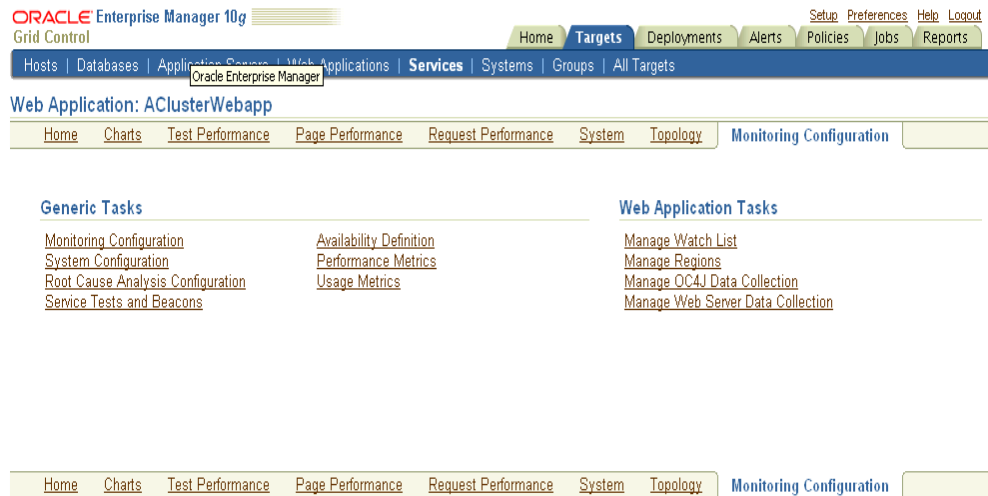 ORACLE Enterprise Manager 10g
Grid Control
Setup Preferences Help Logout
Home Targets Deployments Alerts Policies Jobs Reports
Hosts | Databases | Application Servers | Web Applications | Services | Systems | Groups | All Targets
Oracle Enterprise Manager
Web Application: AClusterWebapp
Home Charts Test Performance Page Performance Request Performance System Topology Monitoring Configuration
Generic Tasks
Monitoring Configuration
System Configuration
Root Cause Analysis Configuration
Service Tests and Beacons
Availability Definition
Performance Metrics
Usage Metrics
Web Application Tasks
Manage Watch List
Manage Regions
Manage OC4J Data Collection
Manage Web Server Data Collection
Home Charts Test Performance Page Performance Request Performance System Topology Monitoring Configuration